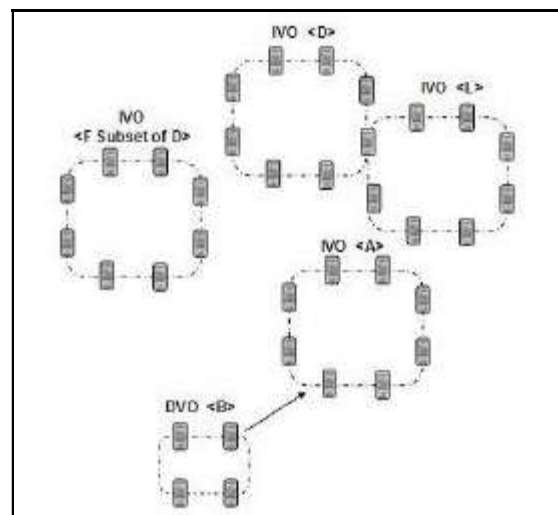 IVO <D>
IVO <L>
IVO
<F Subset of D>
IVO <A>
DVO <B>